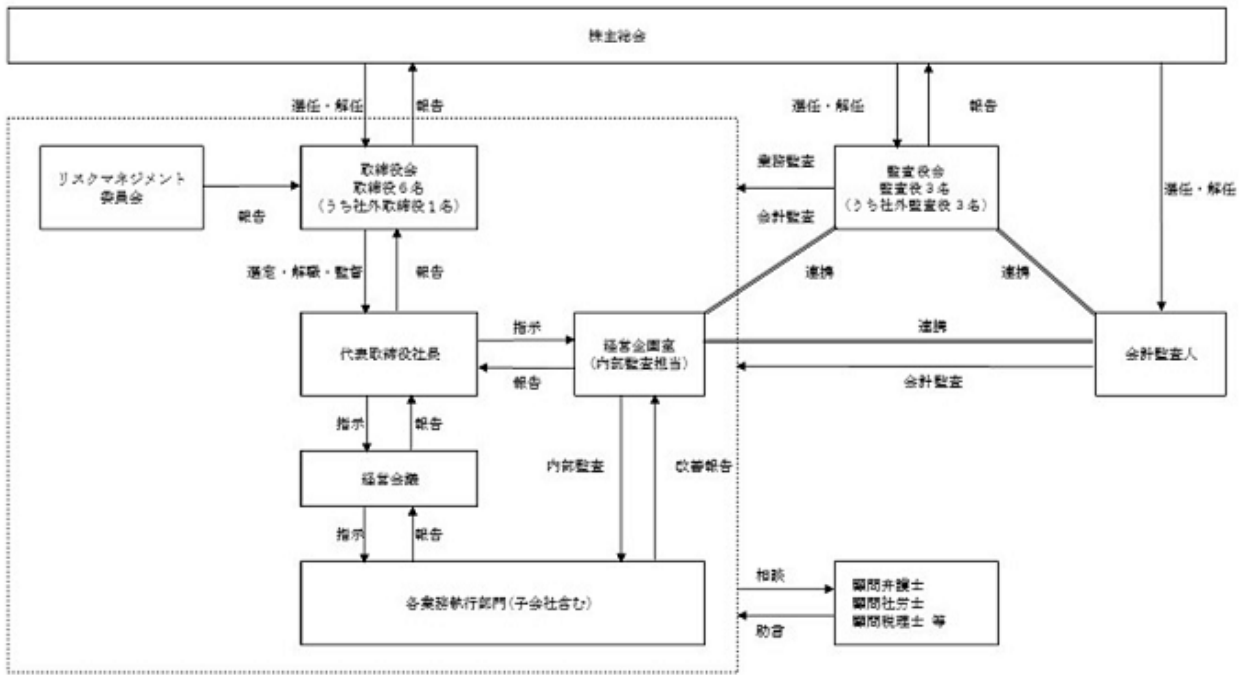 株主総会
選任・解任
報告
選任・解任
報告
選任・解任
リスクマネジメント
委員会
報告
取締役会
取締役6名
（うち社外取締役1名）
業務監査
会計監査
監査役会
監査役3名
（うち社外監査役3名）
選定・解職・監督
報告
連携
連携
代表取締役社長
指示
報告
経営企画室
（内部監査担当）
連携
会計監査
会計監査人
指示
報告
経営会議
内部監査
改善報告
指示
報告
各業務執行部門（子会社含む）
相談
助言
顧問弁護士
顧問社労士
顧問税理士 等